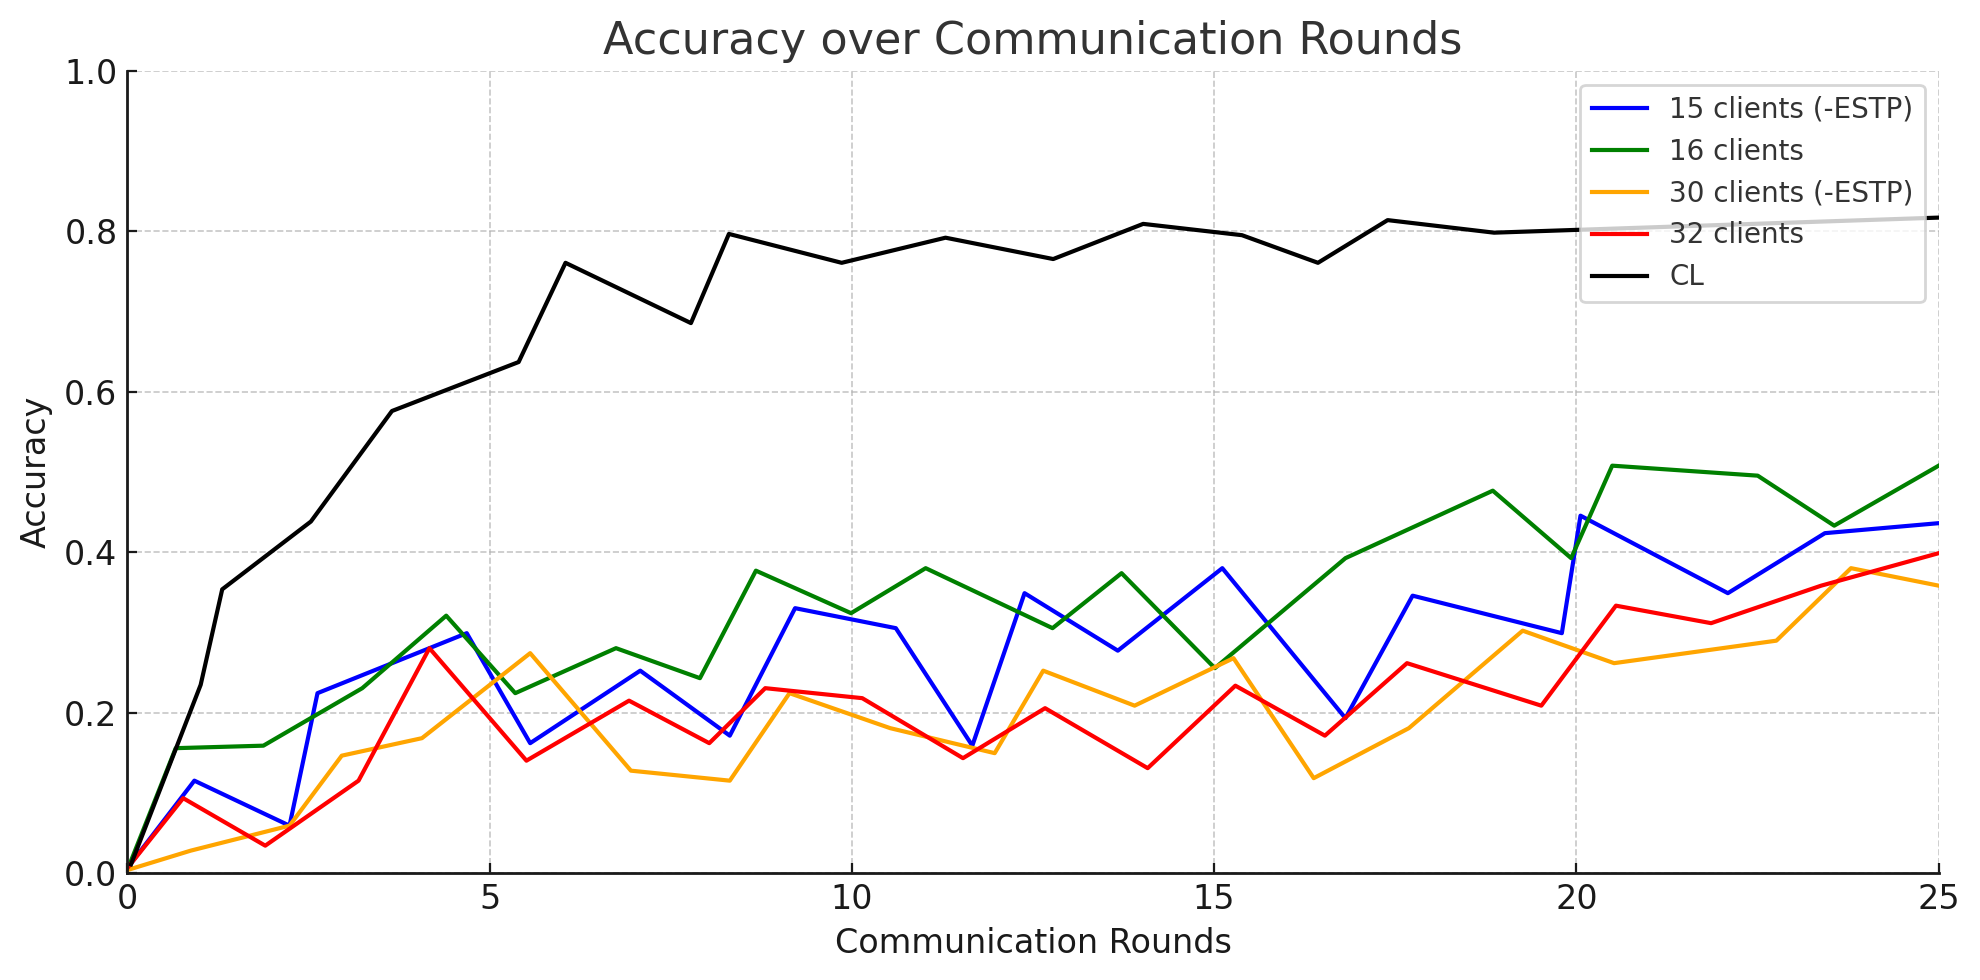 Accuracy over Communication Rounds
1.0
0.8
0.6
0.4
0.2
0.0
Accuracy
15 clients (-ESTP)
16 clients
30 clients (-ESTP)
32 clients
CL
0 5 10 15 20 25
Communication Rounds